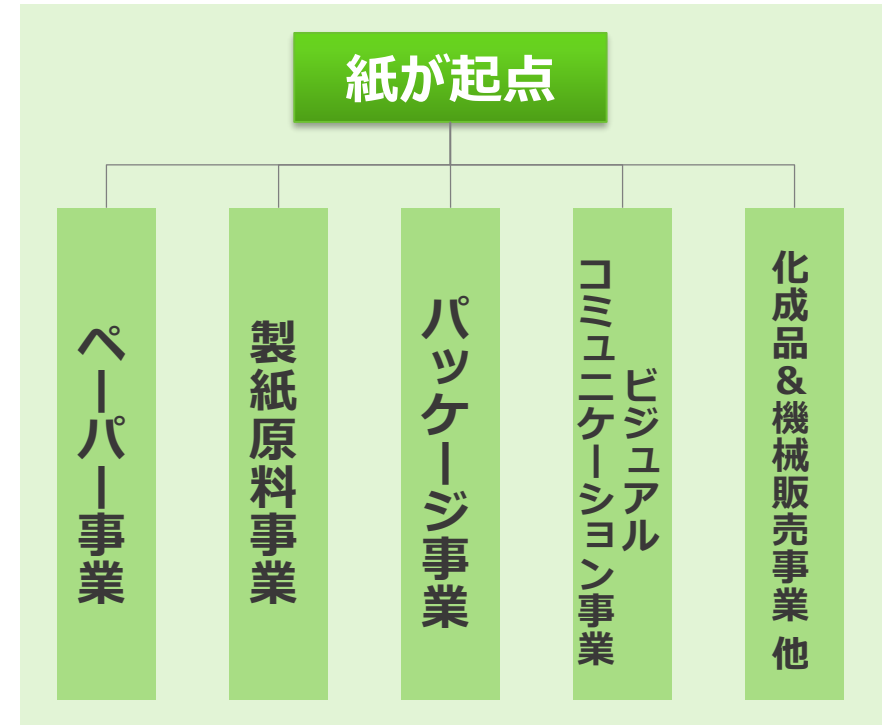 紙が起点
ペーパー事業
製紙原料事業
パッケージ事業
ビジュアル
コミュニケーション事業
化成品&機械販売事業 他